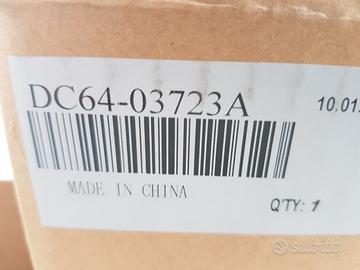 DC64-03723A
10.01.
MADE IN CHINA
Q'TY: 1
subito